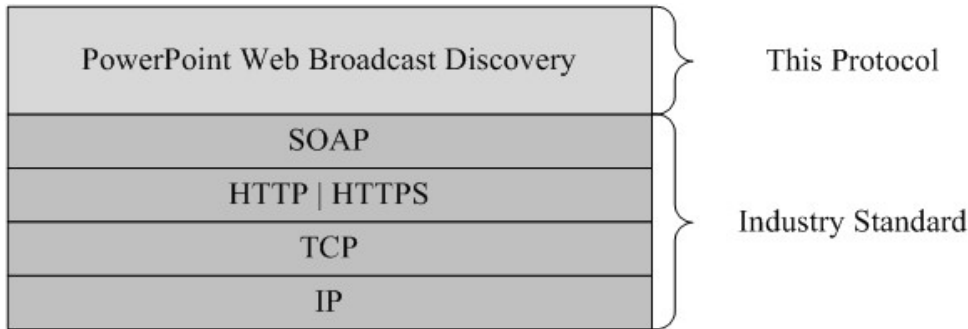 PowerPoint Web Broadcast Discovery
This Protocol
SOAP
HTTP | HTTPS
TCP
IP
Industry Standard